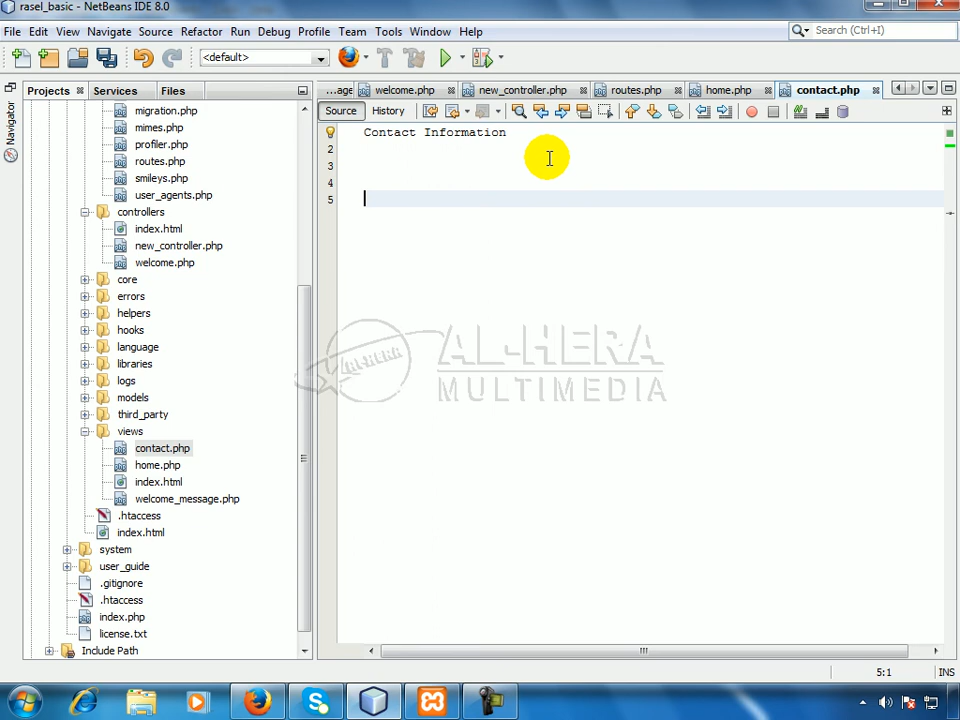 rasel_basic - NetBeans IDE 8.0
File Edit View Navigate Source Refactor Run Debug Profile Team Tools Window Help
Search (Ctrl+I)
<default>
Projects Services Files
...age welcome.php new_controller.php routes.php home.php contact.php
Source History
Navigator
migration.php
mimes.php
profiler.php
routes.php
smileys.php
user_agents.php
controllers
index.html
new_controller.php
welcome.php
core
errors
helpers
hooks
language
libraries
logs
models
third_party
views
contact.php
home.php
index.html
welcome_message.php
.htaccess
index.html
system
user_guide
.gitignore
.htaccess
index.php
license.txt
Include Path
Contact Information
2
3
4
5
AL-HERA
AL-HERA
MULTIMEDIA
5:1 INS